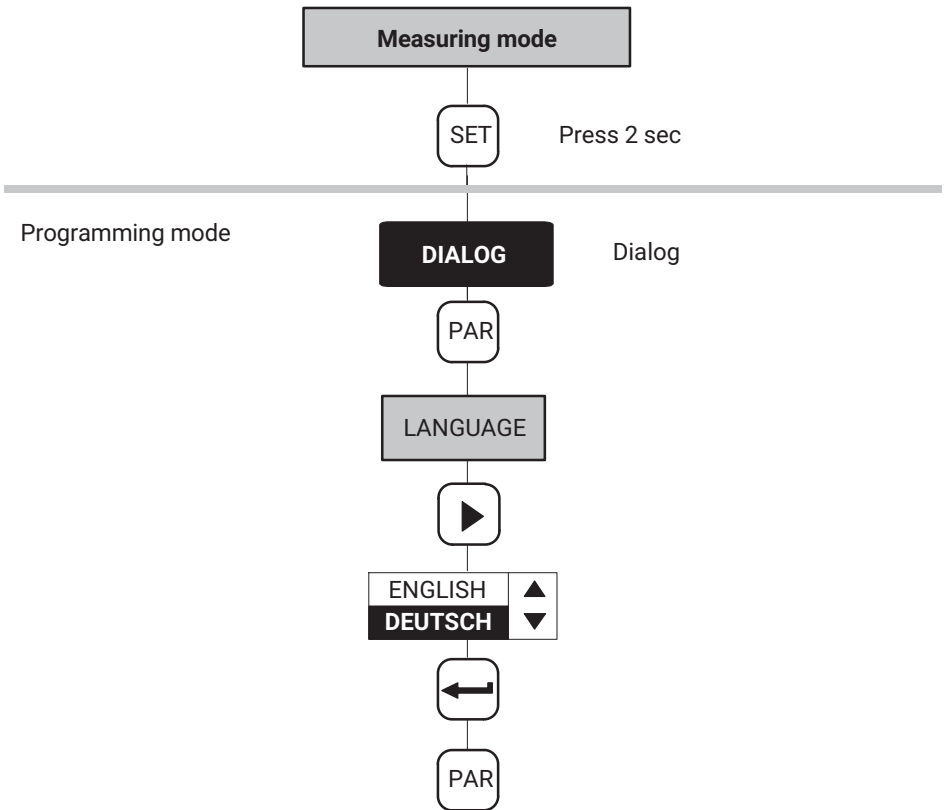 Measuring mode
SET
Press 2 sec
Programming mode
DIALOG
Dialog
PAR
LANGUAGE
ENGLISH
DEUTSCH
PAR